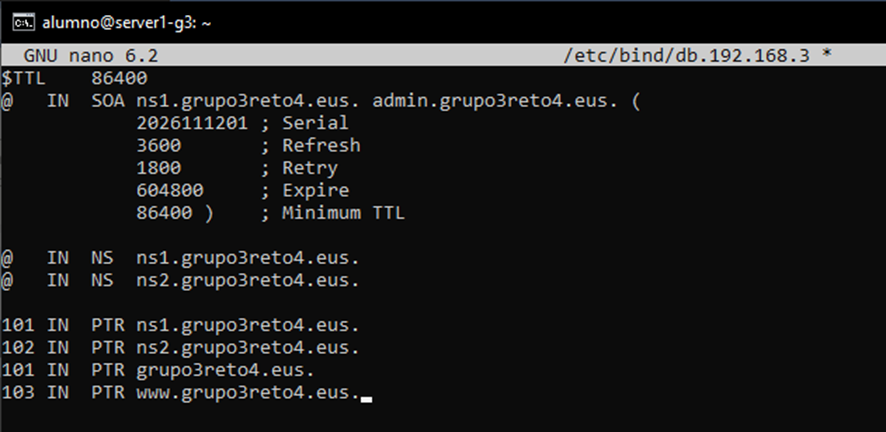 alumno@server1-g3: ~
GNU nano 6.2 /etc/bind/db.192.168.3 *
$TTL 86400
@ IN SOA ns1.grupo3reto4.eus. admin.grupo3reto4.eus. (
2026111201 ; Serial
3600 ; Refresh
1800 ; Retry
604800 ; Expire
86400 ) ; Minimum TTL
@ IN NS ns1.grupo3reto4.eus.
@ IN NS ns2.grupo3reto4.eus.
101 IN PTR ns1.grupo3reto4.eus.
102 IN PTR ns2.grupo3reto4.eus.
101 IN PTR grupo3reto4.eus.
103 IN PTR www.grupo3reto4.eus.